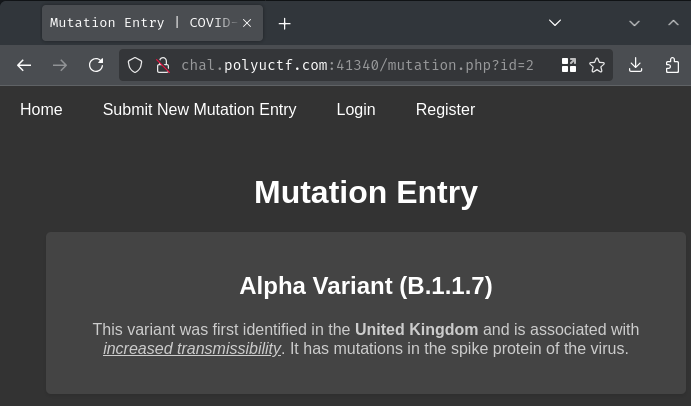 Mutation Entry | COVID-
chal.polyuctf.com:41340/mutation.php?id=2
Home Submit New Mutation Entry Login Register
Mutation Entry
Alpha Variant (B.1.1.7)
This variant was first identified in the United Kingdom and is associated with
increased transmissibility. It has mutations in the spike protein of the virus.